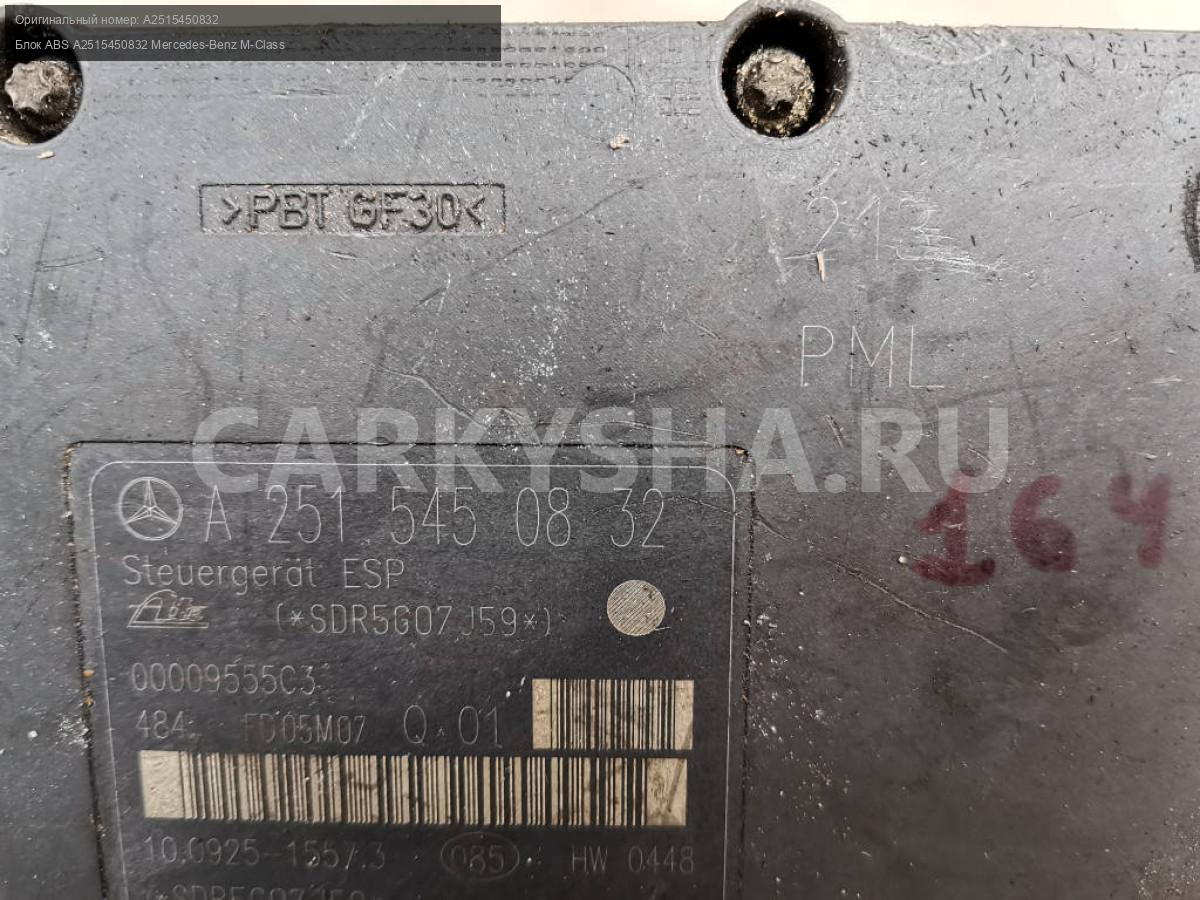 Оригинальный номер: A2515450832
Блок ABS A2515450832 Mercedes-Benz M-Class
>PBT GF30<
213
PML
CARKYSHA.RU
164
A 251 545 08 32
Steuergerät ESP
Ate (*SDR5G07J59*)
00009555C3
484 FD05M07 Q 01
10.0925-1557.3 085 HW 0448